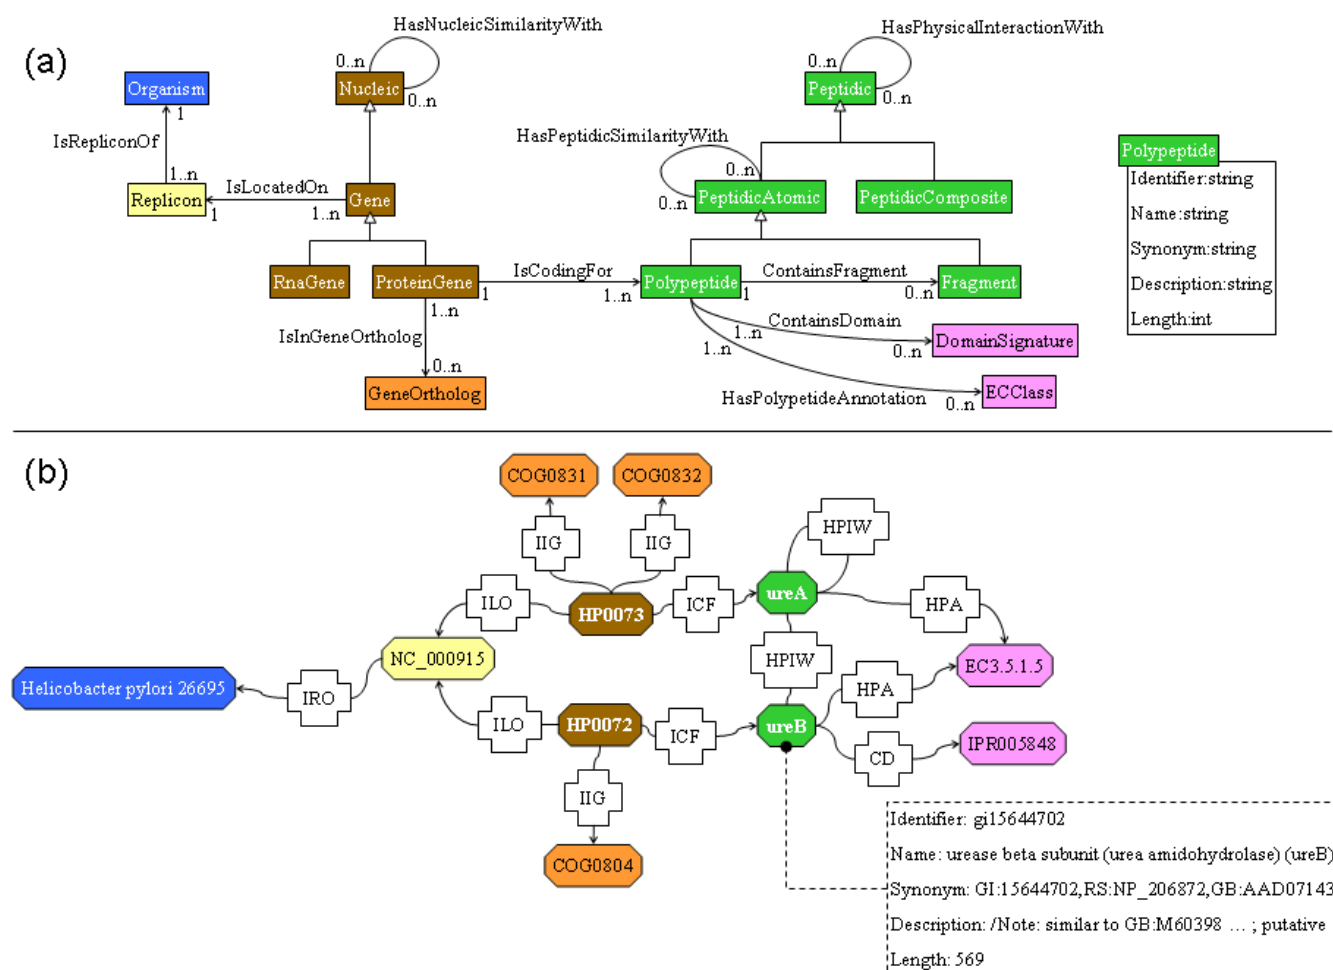 (a)
HasNucleicSimilarityWith
0..n
0..n
Nucleic
Organism
1
IsRepliconOf
1..n
Replicon
1
IsLocatedOn
1..n
Gene
RnaGene
ProteinGene
1
1..n
IsInGeneOrtholog
0..n
GeneOrtholog
IsCodingFor
1..n
HasPhysicalInteractionWith
0..n
0..n
Peptidic
HasPeptidicSimilarityWith
0..n
0..n
PeptidicAtomic
PeptidicComposite
Polypeptide
1
ContainsFragment
0..n
Fragment
1..n
ContainsDomain
0..n
DomainSignature
1..n
HasPolypetideAnnotation
0..n
ECClass
Polypeptide
Identifier:string
Name:string
Synonym:string
Description:string
Length:int
(b)
COG0831
COG0832
IIG
IIG
HPIW
ILO
HP0073
ICF
ureA
HPA
NC_000915
HPIW
EC3.5.1.5
Helicobacter pylori 26695
IRO
HPA
ILO
HP0072
ICF
ureB
CD
IPR005848
IIG
COG0804
Identifier: gi15644702
Name: urease beta subunit (urea amidohydrolase) (ureB)
Synonym: GI:15644702,RS:NP_206872,GB:AAD07143
Description: /Note: similar to GB:M60398 ... ; putative
Length: 569